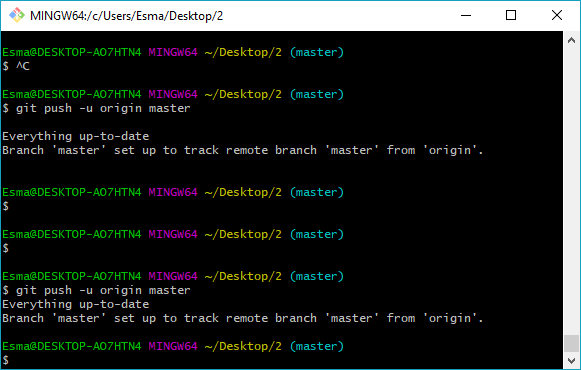 MINGW64:/c/Users/Esma/Desktop/2
Esma@DESKTOP-AO7HTN4 MINGW64 ~/Desktop/2 (master)
$ ^C
Esma@DESKTOP-AO7HTN4 MINGW64 ~/Desktop/2 (master)
$ git push -u origin master
Everything up-to-date
Branch 'master' set up to track remote branch 'master' from 'origin'.
Esma@DESKTOP-AO7HTN4 MINGW64 ~/Desktop/2 (master)
$
Esma@DESKTOP-AO7HTN4 MINGW64 ~/Desktop/2 (master)
$
Esma@DESKTOP-AO7HTN4 MINGW64 ~/Desktop/2 (master)
$ git push -u origin master
Everything up-to-date
Branch 'master' set up to track remote branch 'master' from 'origin'.
Esma@DESKTOP-AO7HTN4 MINGW64 ~/Desktop/2 (master)
$